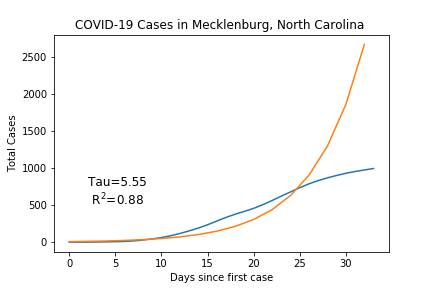 COVID-19 Cases in Mecklenburg, North Carolina
2500
2000
1500
1000
500
0
Total Cases
Tau=5.55
R²=0.88
0 5 10 15 20 25 30
Days since first case